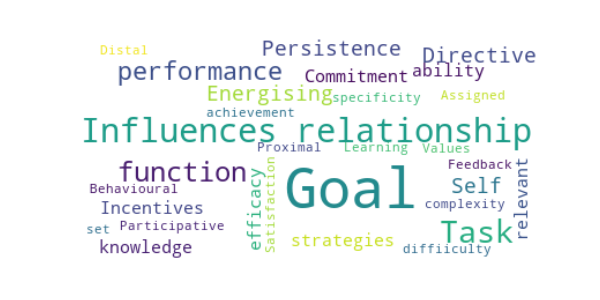 Distal
Persistence
Directive
performance
Commitment
ability
Energising
specificity
Assigned
achievement
Influences relationship
Proximal
Learning
Values
function
Feedback
Behavioural
Goal
Self
relevant
efficacy
Satisfaction
Incentives
complexity
set
Participative
Task
strategies
knowledge
diffiiculty